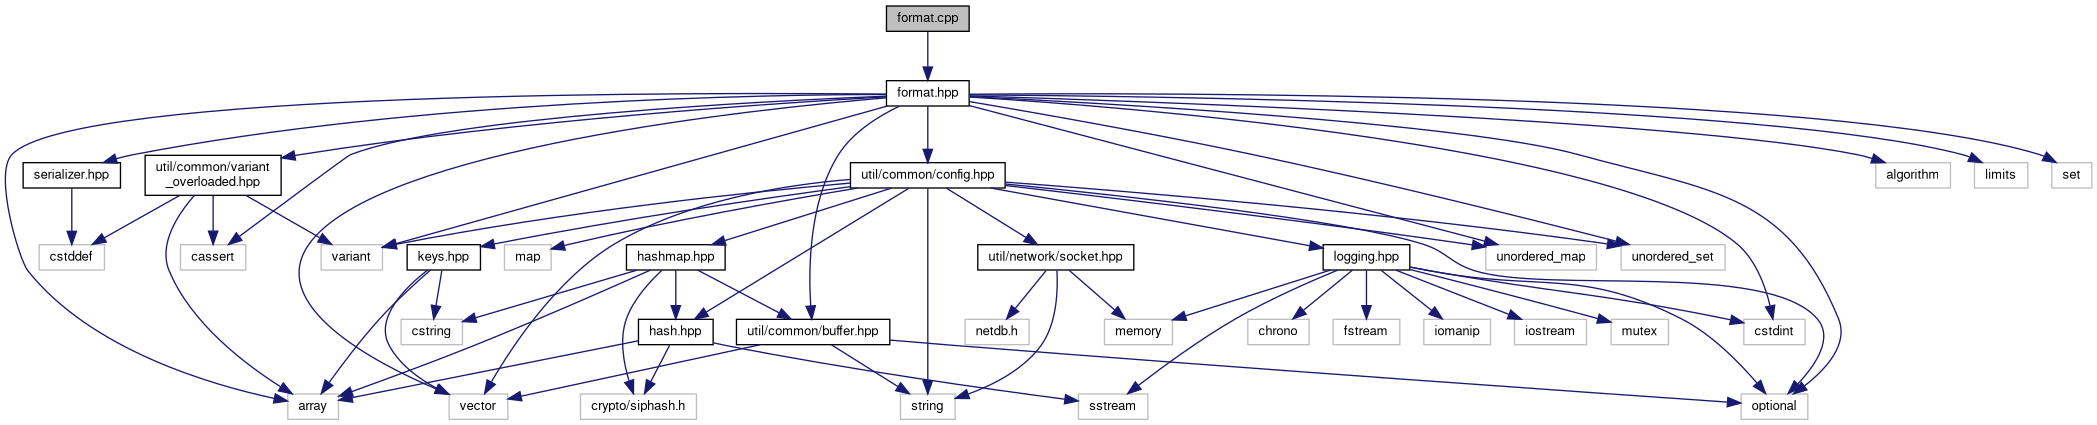 format.cpp
format.hpp
serializer.hpp
util/common/variant
_overloaded.hpp
util/common/config.hpp
algorithm
limits
set
cstddef
cassert
variant
keys.hpp
map
hashmap.hpp
util/network/socket.hpp
logging.hpp
unordered_map
unordered_set
cstring
hash.hpp
util/common/buffer.hpp
netdb.h
memory
chrono
fstream
iomanip
iostream
mutex
cstdint
array
vector
crypto/siphash.h
string
sstream
optional